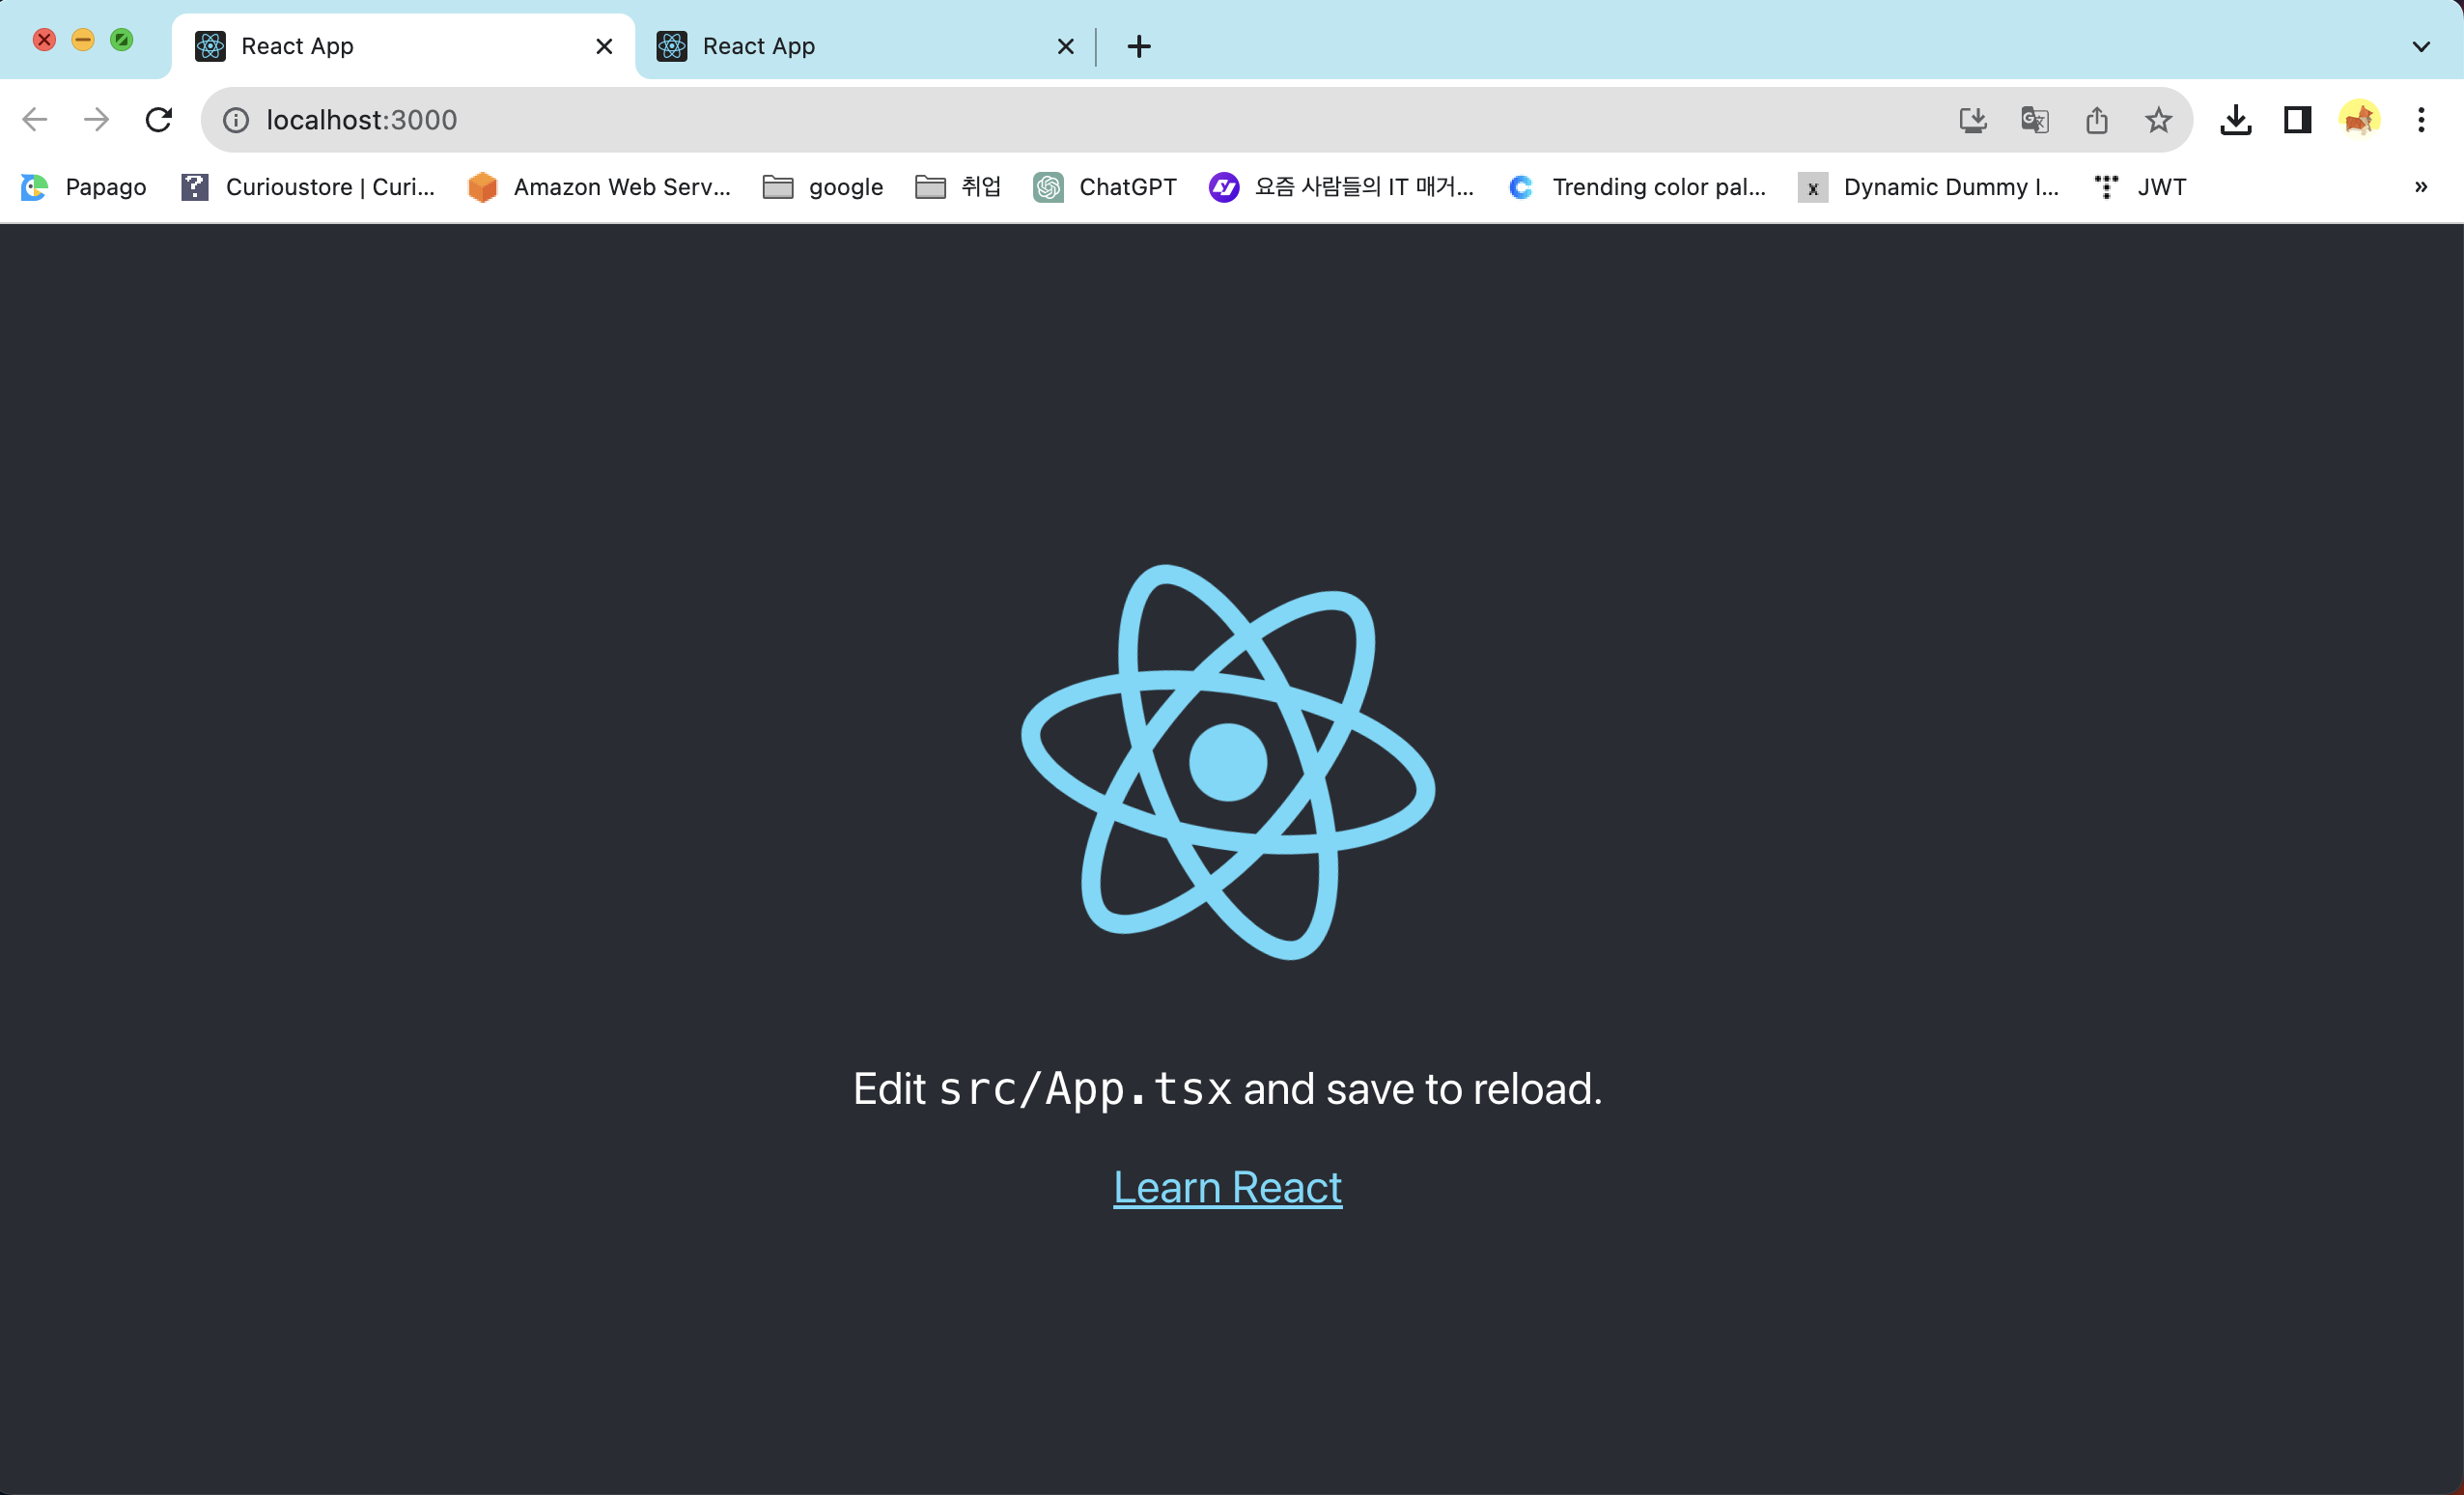 React App
React App
localhost:3000
Papago
Curioustore | Curi...
Amazon Web Serv...
google
취업
ChatGPT
요즘 사람들의 IT 매거...
Trending color pal...
Dynamic Dummy I...
JWT
Edit src/App.tsx and save to reload.
Learn React